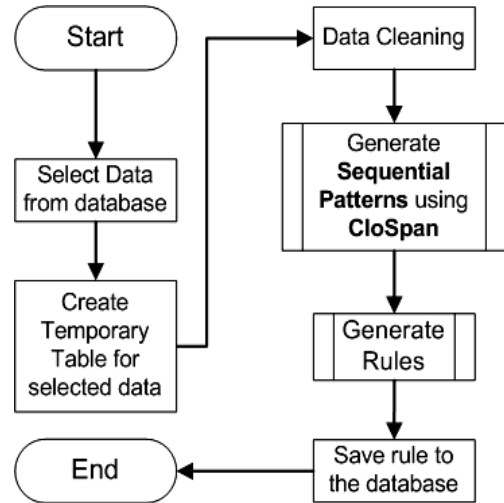 Start
Select Data
from database
Create
Temporary
Table for
selected data
Data Cleaning
Generate
Sequential
Patterns using
CloSpan
Generate
Rules
Save rule to
the database
End